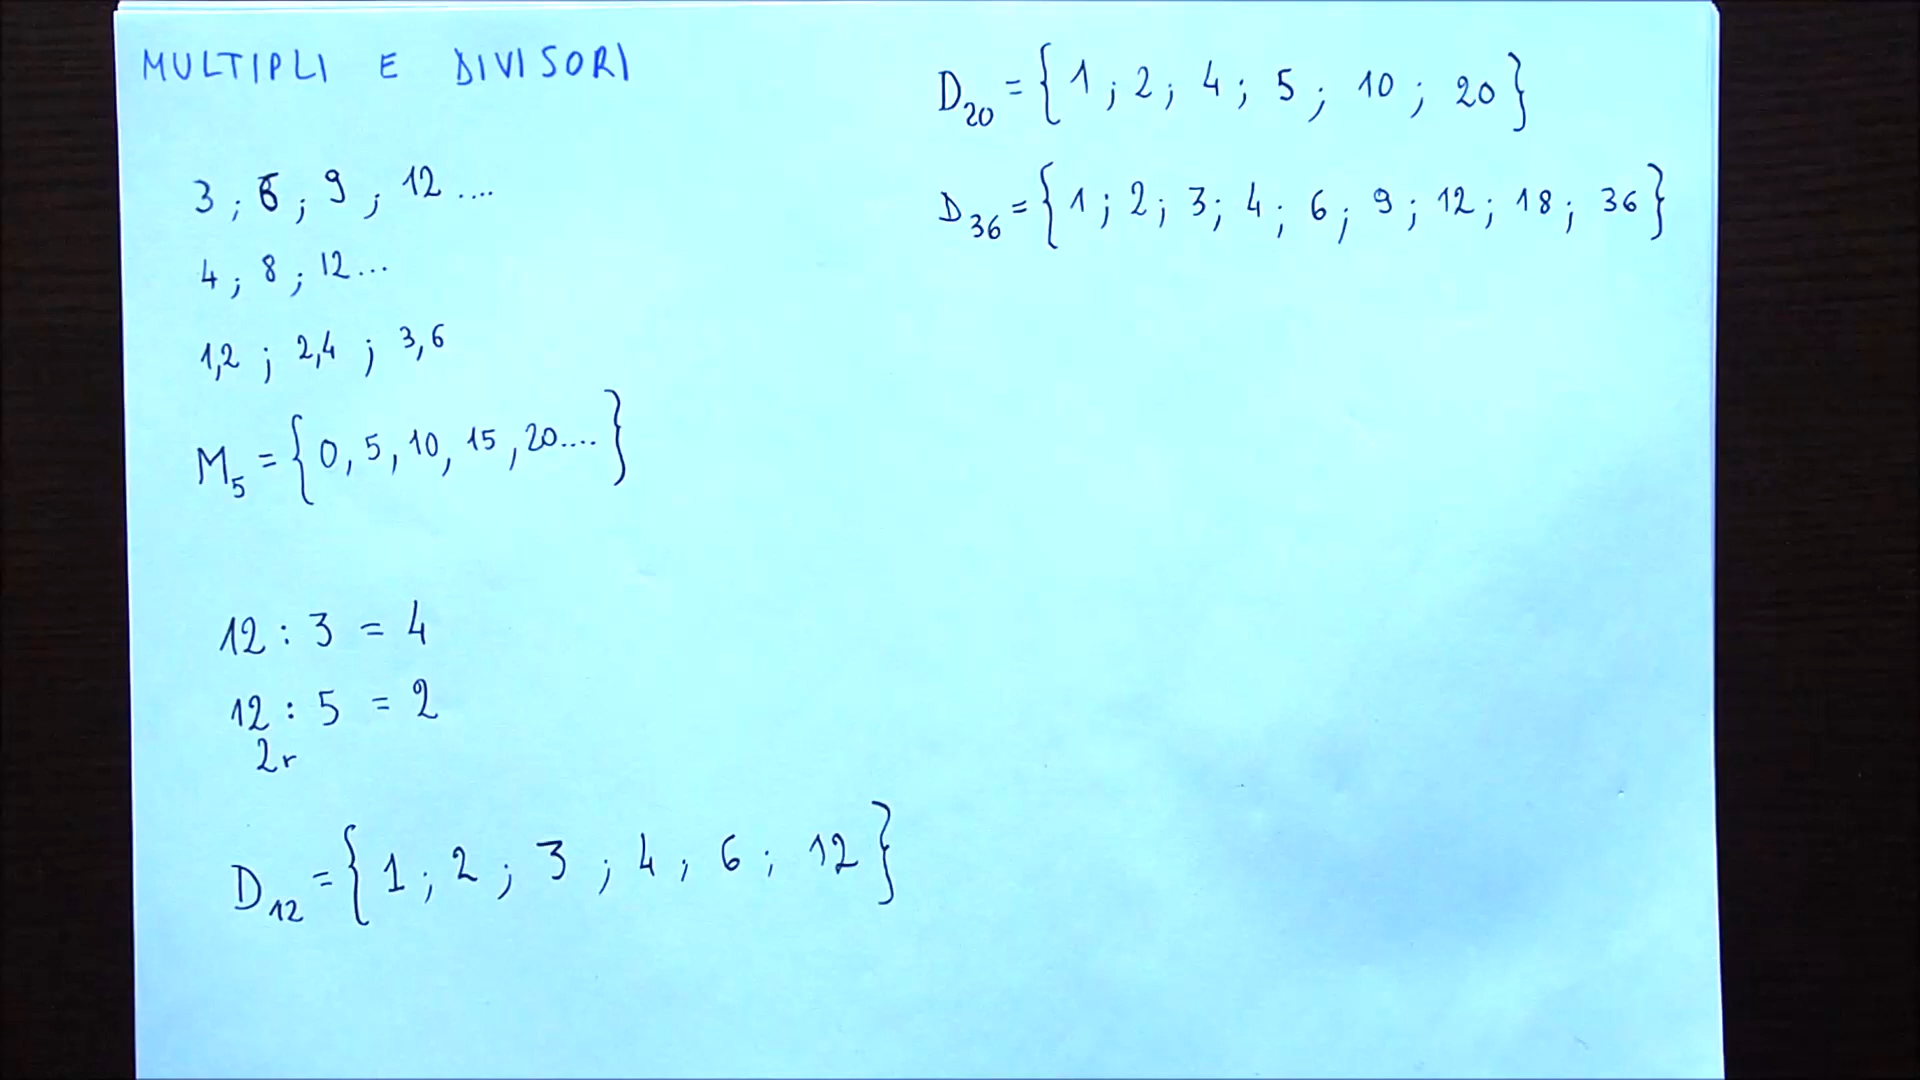 MULTIPLI E DIVISORI
3 ; 6 ; 9 ; 12 ....
4 ; 8 ; 12 ...
1,2 ; 2,4 ; 3,6
M5 = { 0, 5, 10, 15, 20.... }
12 : 3 = 4
12 : 5 = 2
2r
D12 = { 1 ; 2 ; 3 ; 4 ; 6 ; 12 }
D20 = { 1 ; 2 ; 4 ; 5 ; 10 ; 20 }
D36 = { 1 ; 2 ; 3 ; 4 ; 6 ; 9 ; 12 ; 18 ; 36 }